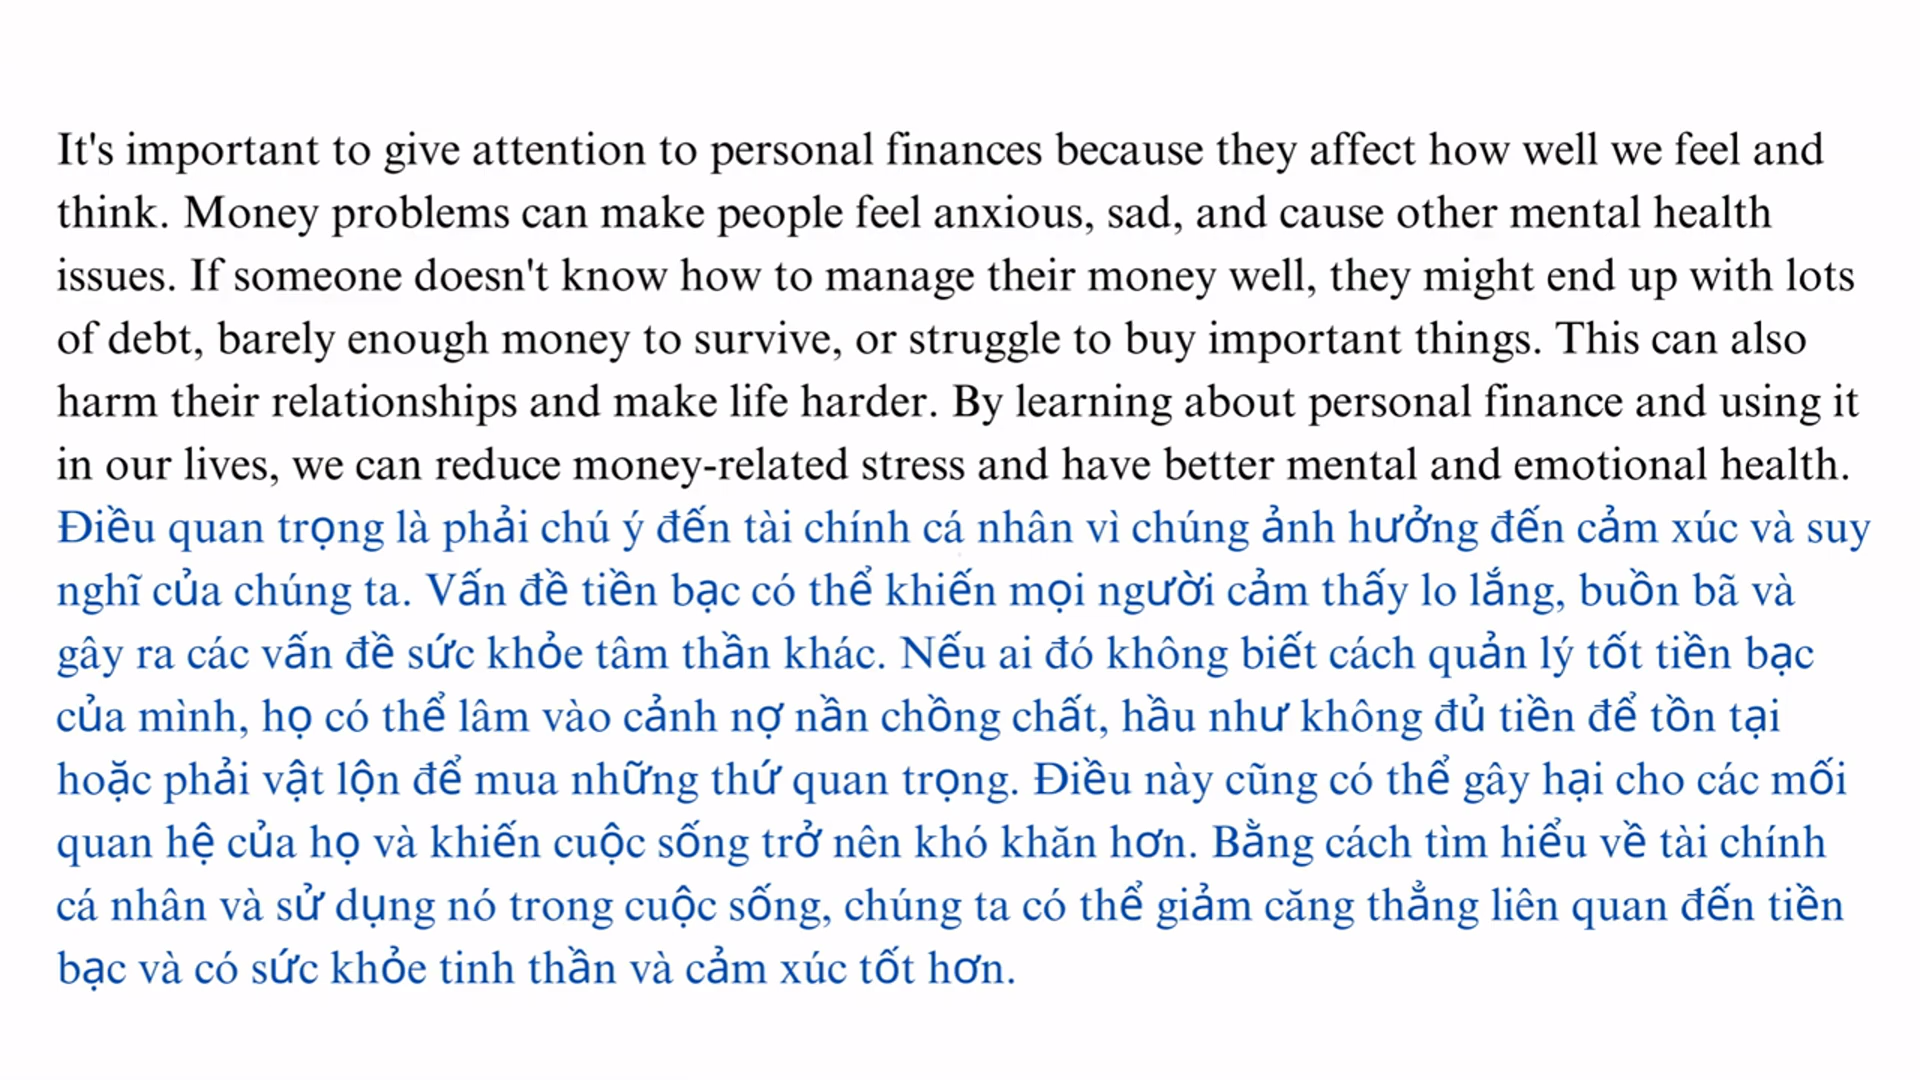 It's important to give attention to personal finances because they affect how well we feel and
think. Money problems can make people feel anxious, sad, and cause other mental health
issues. If someone doesn't know how to manage their money well, they might end up with lots
of debt, barely enough money to survive, or struggle to buy important things. This can also
harm their relationships and make life harder. By learning about personal finance and using it
in our lives, we can reduce money-related stress and have better mental and emotional health.
Điều quan trọng là phải chú ý đến tài chính cá nhân vì chúng ảnh hưởng đến cảm xúc và suy
nghĩ của chúng ta. Vấn đề tiền bạc có thể khiến mọi người cảm thấy lo lắng, buồn bã và
gây ra các vấn đề sức khỏe tâm thần khác. Nếu ai đó không biết cách quản lý tốt tiền bạc
của mình, họ có thể lâm vào cảnh nợ nần chồng chất, hầu như không đủ tiền để tồn tại
hoặc phải vật lộn để mua những thứ quan trọng. Điều này cũng có thể gây hại cho các mối
quan hệ của họ và khiến cuộc sống trở nên khó khăn hơn. Bằng cách tìm hiểu về tài chính
cá nhân và sử dụng nó trong cuộc sống, chúng ta có thể giảm căng thẳng liên quan đến tiền
bạc và có sức khỏe tinh thần và cảm xúc tốt hơn.